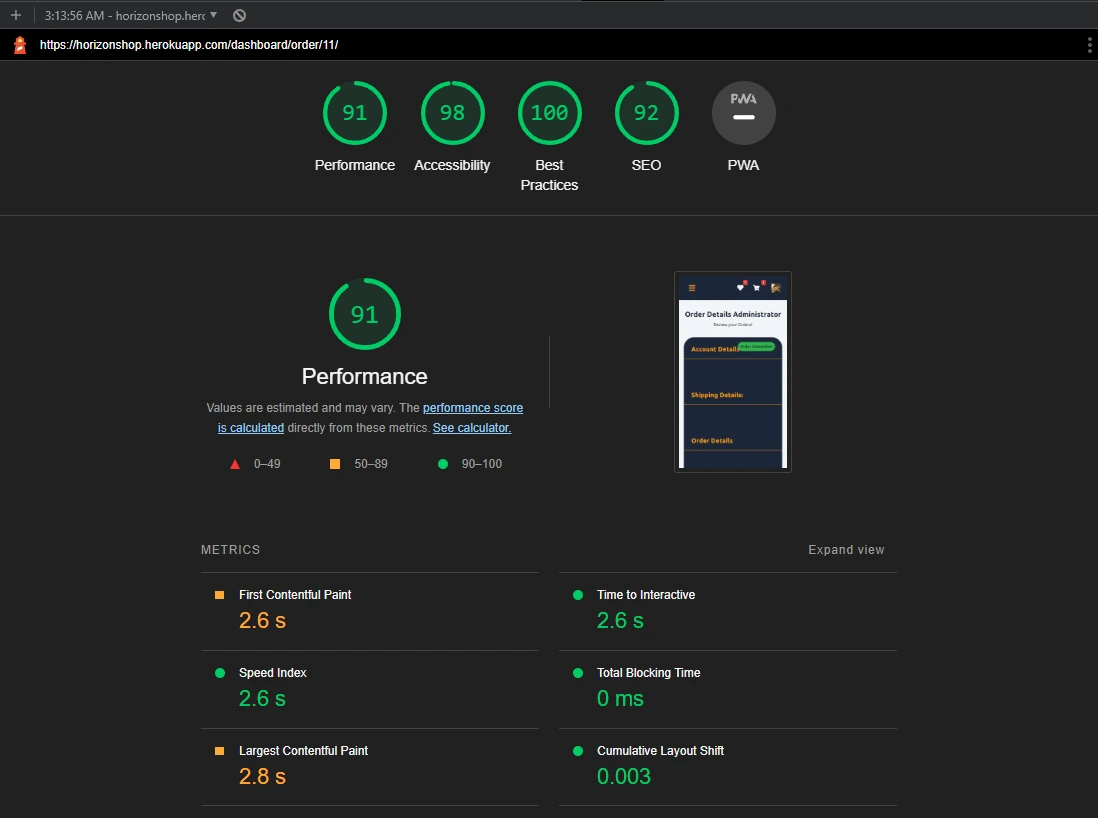 3:13:56 AM - horizonshop.herc
https://horizonshop.herokuapp.com/dashboard/order/11/
91
98
100
92
PWA
Performance
Accessibility
Best
Practices
SEO
PWA
91
Performance
Values are estimated and may vary. The performance score
is calculated directly from these metrics. See calculator.
0–49
50–89
90–100
Order Details Administrator
Review your Orders!
Account Details
Order Completed
Shipping Details:
Order Details
METRICS
Expand view
First Contentful Paint
2.6 s
Time to Interactive
2.6 s
Speed Index
2.6 s
Total Blocking Time
0 ms
Largest Contentful Paint
2.8 s
Cumulative Layout Shift
0.003